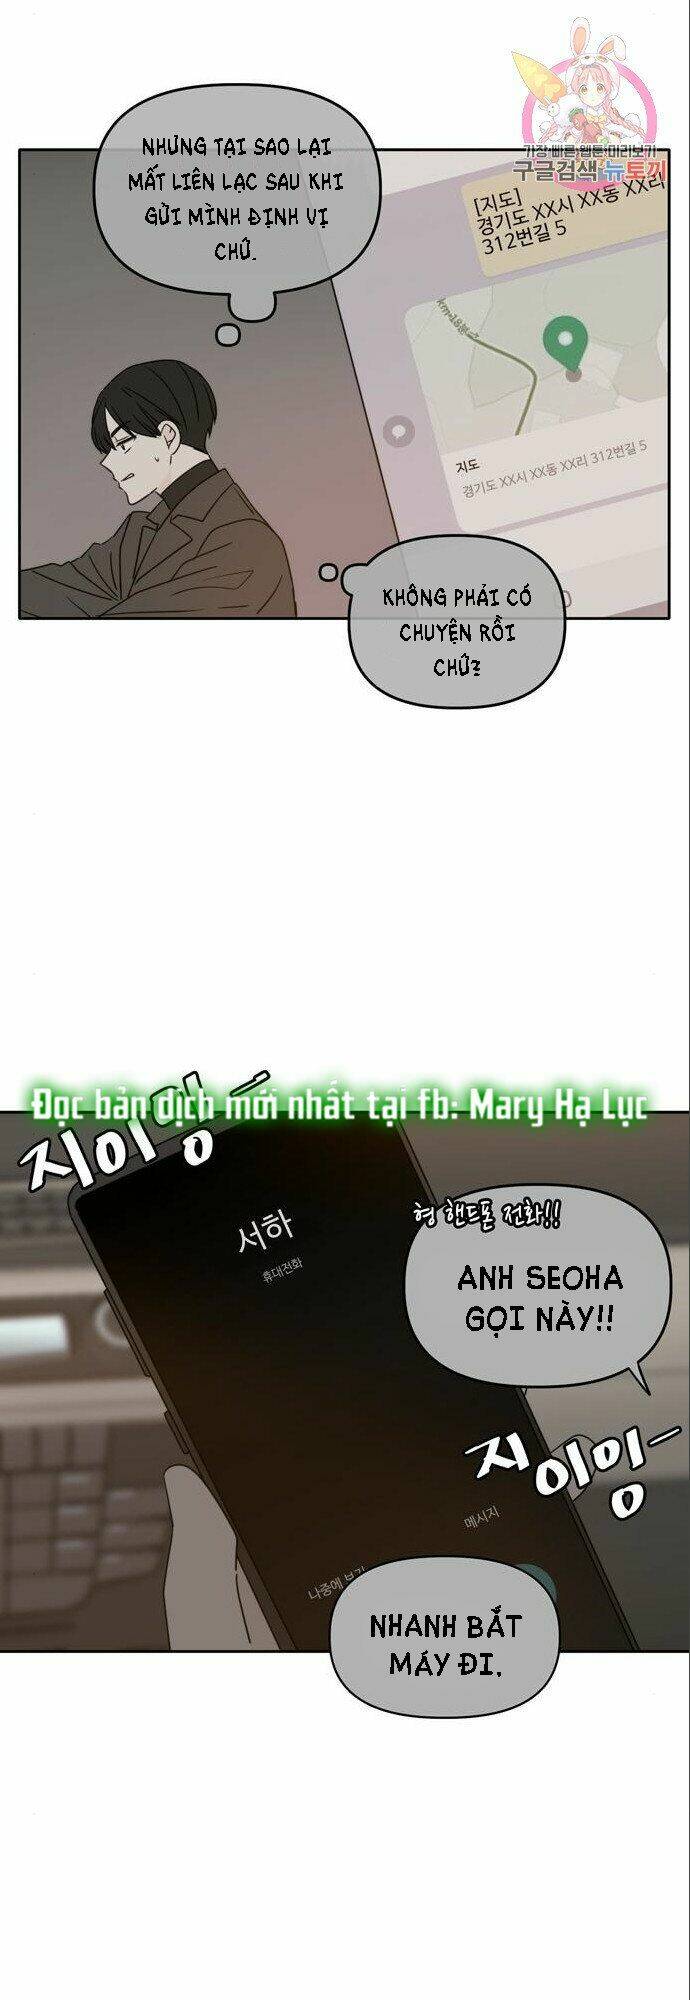 NHƯNG TẠI SAO LẠI
MẤT LIÊN LẠC SAU KHI
GỬI MÌNH ĐỊNH VỊ
CHỨ.
가장 빠른 웹툰 미리보기
구글검색 뉴토끼
[지도]
경기도 XX시 XX동 XX리
312번길 5
지도
경기도 XX시 XX동 XX리 312번길 5
KHÔNG PHẢI CÓ
CHUYỆN RỒI
CHỨ?
지이잉-
Đọc bản dịch mới nhất tại fb: Mary Hạ Lục
서하
휴대전화
형 핸드폰 전화!!
ANH SEOHA
GỌI NÀY!!
지이잉-
메시지
나중에 보기
NHANH BẮT
MÁY ĐI.